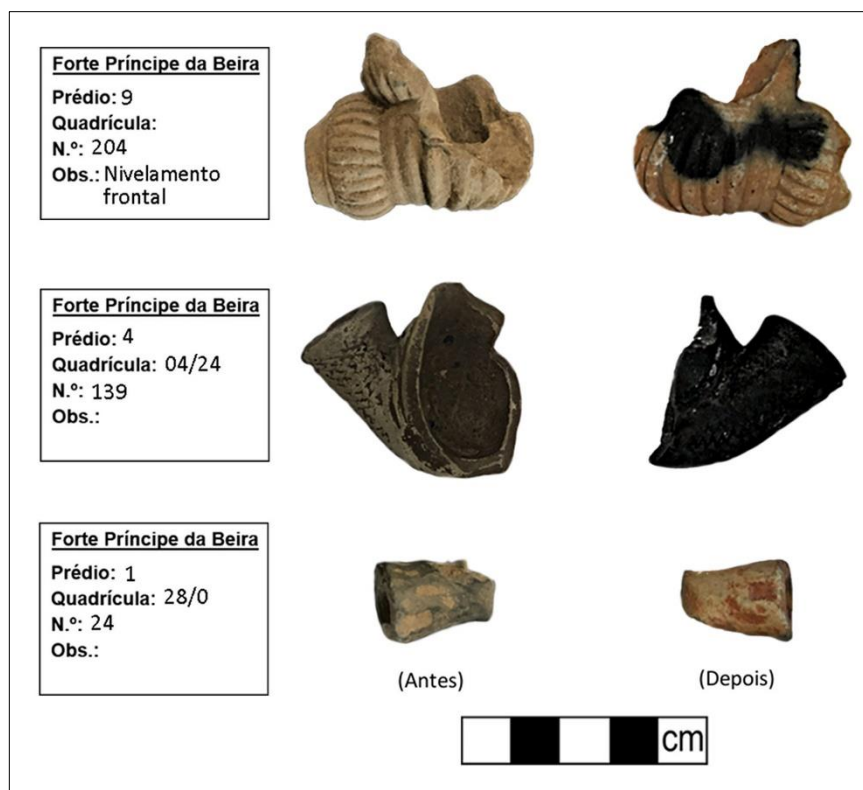 Forte Príncipe da Beira
Prédio: 9
Quadrícula:
N.º: 204
Obs.: Nivelamento
frontal
Forte Príncipe da Beira
Prédio: 4
Quadrícula: 04/24
N.º: 139
Obs.:
Forte Príncipe da Beira
Prédio: 1
Quadrícula: 28/0
N.º: 24
Obs.:
(Antes)
(Depois)
cm